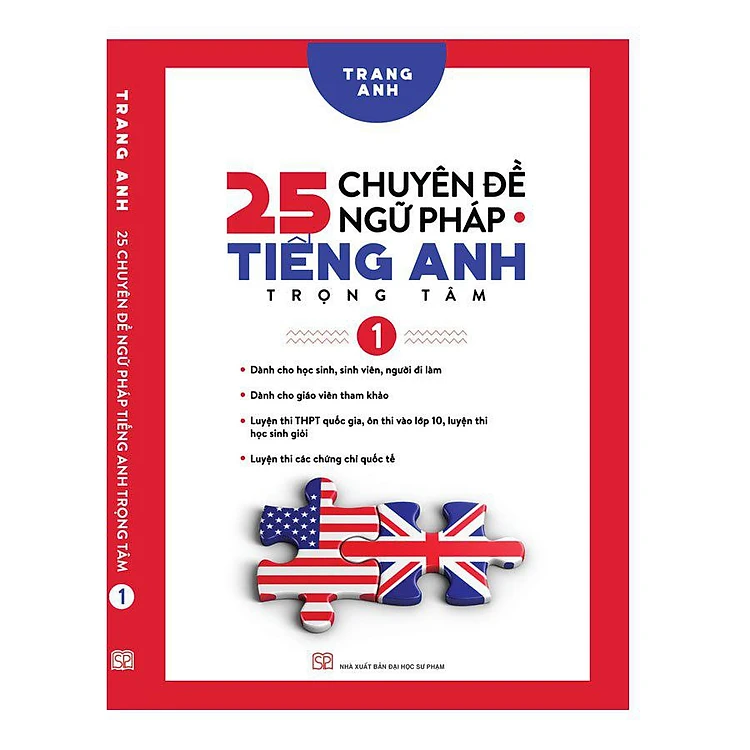 TRANG ANH 25 CHUYÊN ĐỀ NGỮ PHÁP TIẾNG ANH TRỌNG TÂM 1
SP
TRANG
ANH
25 CHUYÊN ĐỀ
NGỮ PHÁP
TIẾNG ANH
TRỌNG TÂM
1
Dành cho học sinh, sinh viên, người đi làm
Dành cho giáo viên tham khảo
Luyện thi THPT quốc gia, ôn thi vào lớp 10, luyện thi
học sinh giỏi
Luyện thi các chứng chỉ quốc tế
SP NHÀ XUẤT BẢN ĐẠI HỌC SƯ PHẠM